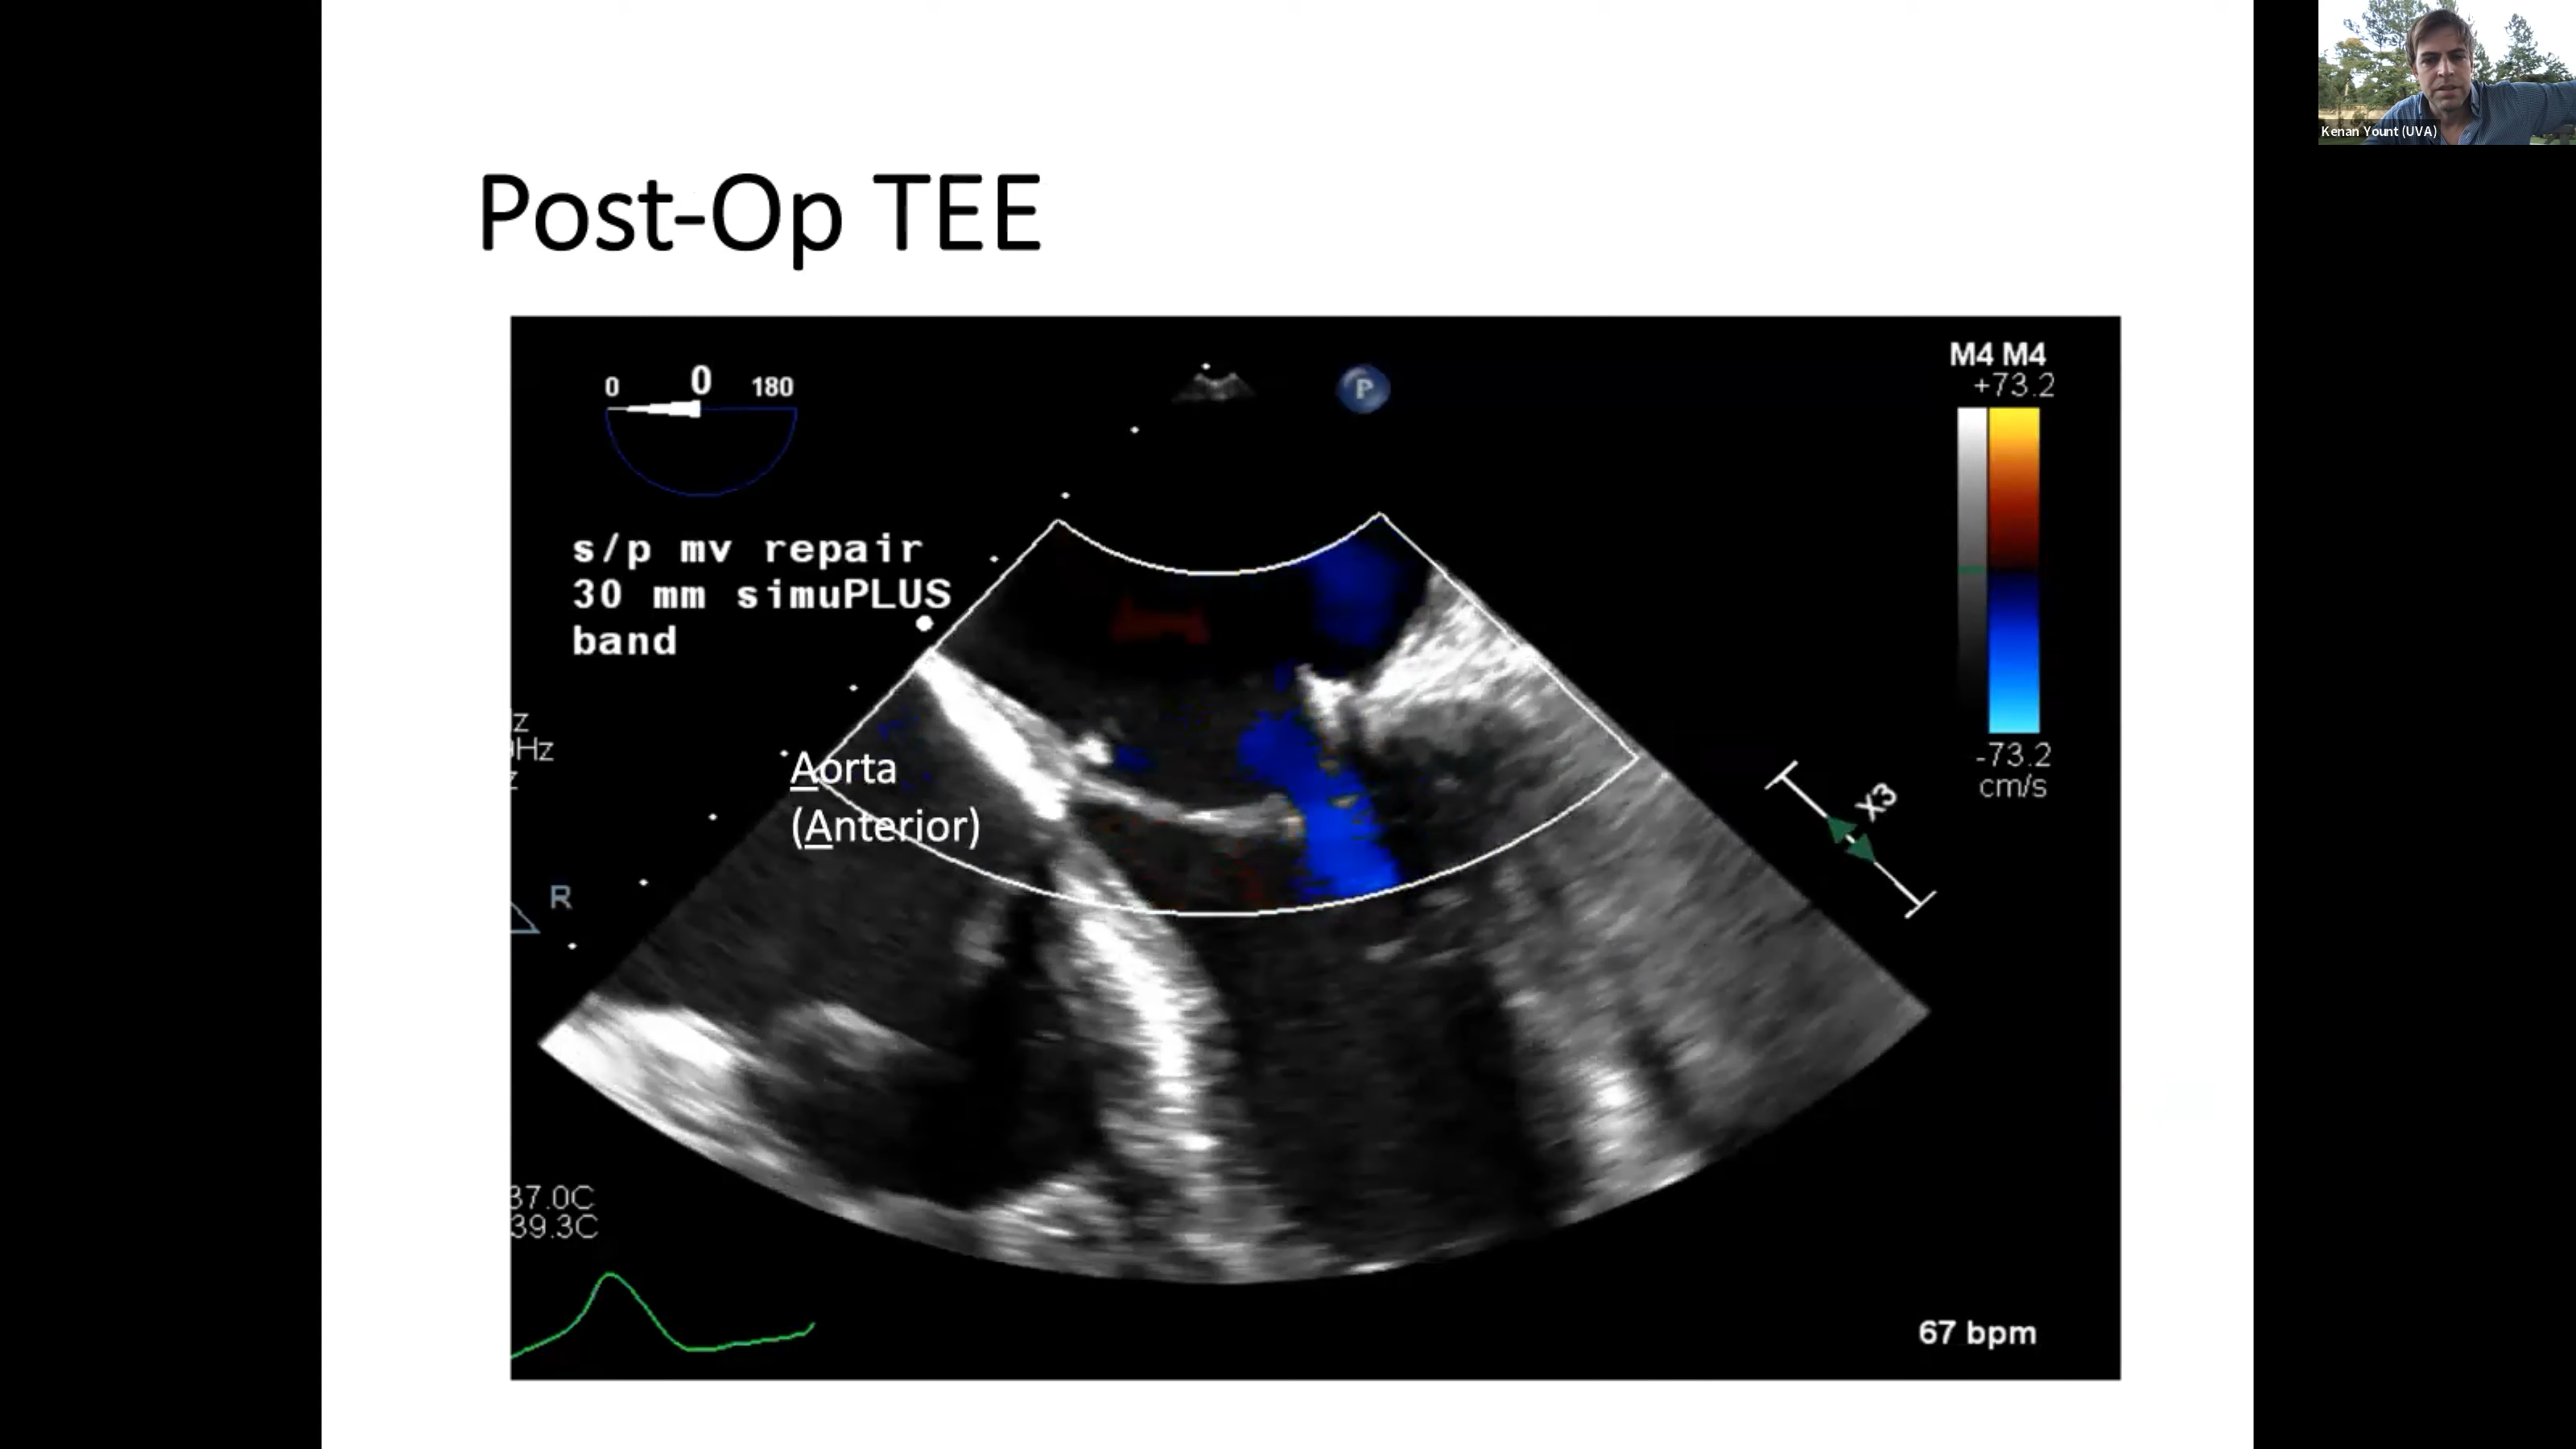 Kenan Yount (UVA)
Post-Op TEE
M4 M4
+73.2
0 0 180
P
s/p mv repair
30 mm simuPLUS
band
z
Hz
-73.2
cm/s
Aorta
(Anterior)
X3
R
37.0C
39.3C
67 bpm